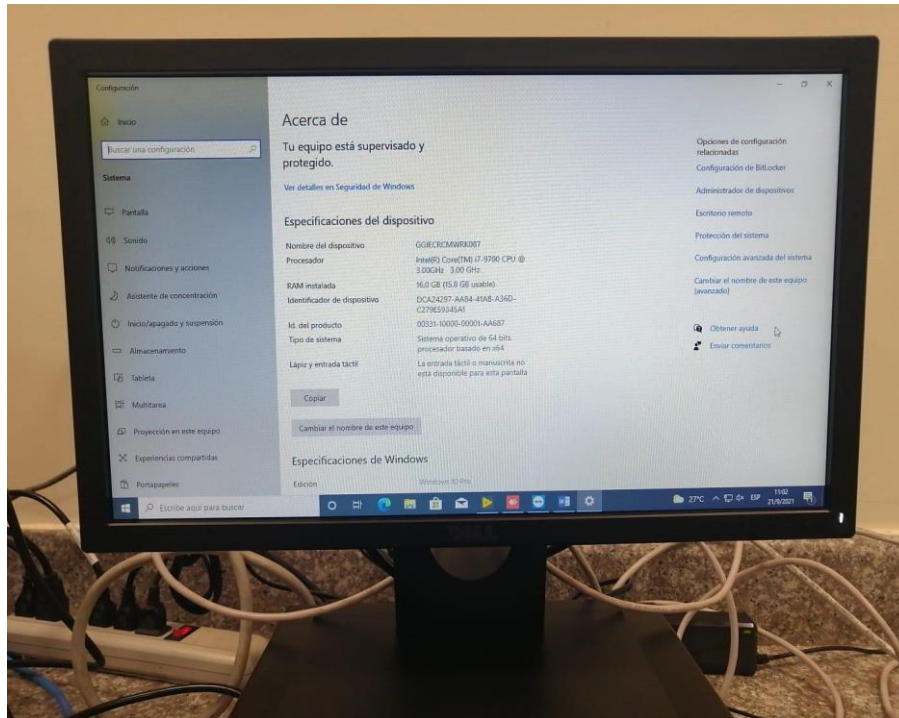 Configuración
Inicio
Buscar una configuración
Sistema
Pantalla
Sonido
Notificaciones y acciones
Asistente de concentración
Inicio/apagado y suspensión
Almacenamiento
Tableta
Multitarea
Proyección en este equipo
Experiencias compartidas
Portapapeles
Acerca de
Tu equipo está supervisado y
protegido.
Ver detalles en Seguridad de Windows
Especificaciones del dispositivo
Nombre del dispositivo GGIECRCMWRK087
Procesador Intel(R) Core(TM) i7-9700 CPU @
3.00GHz 3.00 GHz
RAM instalada 16,0 GB (15,8 GB usable)
Identificador de dispositivo DCA24297-AA84-41AB-A36D-
C279E59345A1
Id. del producto 00331-10000-00001-AA687
Tipo de sistema Sistema operativo de 64 bits,
procesador basado en x64
Lápiz y entrada táctil La entrada táctil o manuscrita no
está disponible para esta pantalla
Copiar
Cambiar el nombre de este equipo
Especificaciones de Windows
Edición Windows 10 Pro
Opciones de configuración
relacionadas
Configuración de BitLocker
Administrador de dispositivos
Escritorio remoto
Protección del sistema
Configuración avanzada del sistema
Cambiar el nombre de este equipo
(avanzado)
Obtener ayuda
Enviar comentarios
Escribe aquí para buscar
27°C ESP 11:02
21/9/2021
DELL